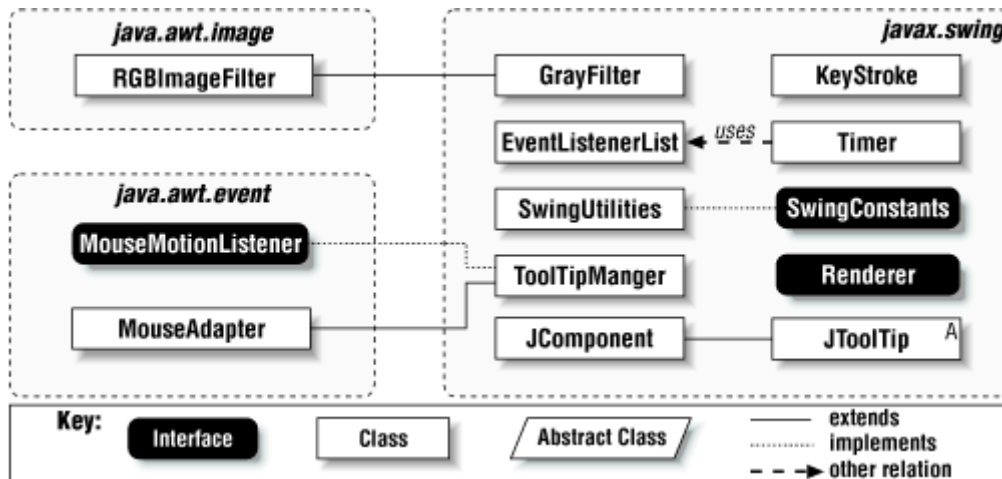 java.awt.image
RGBImageFilter
java.awt.event
MouseMotionListener
MouseAdapter
javax.swing
GrayFilter
KeyStroke
EventListenerList
uses
Timer
SwingUtilities
SwingConstants
ToolTipManger
Renderer
JComponent
JToolTip
A
Key:
Interface
Class
Abstract Class
extends
implements
other relation